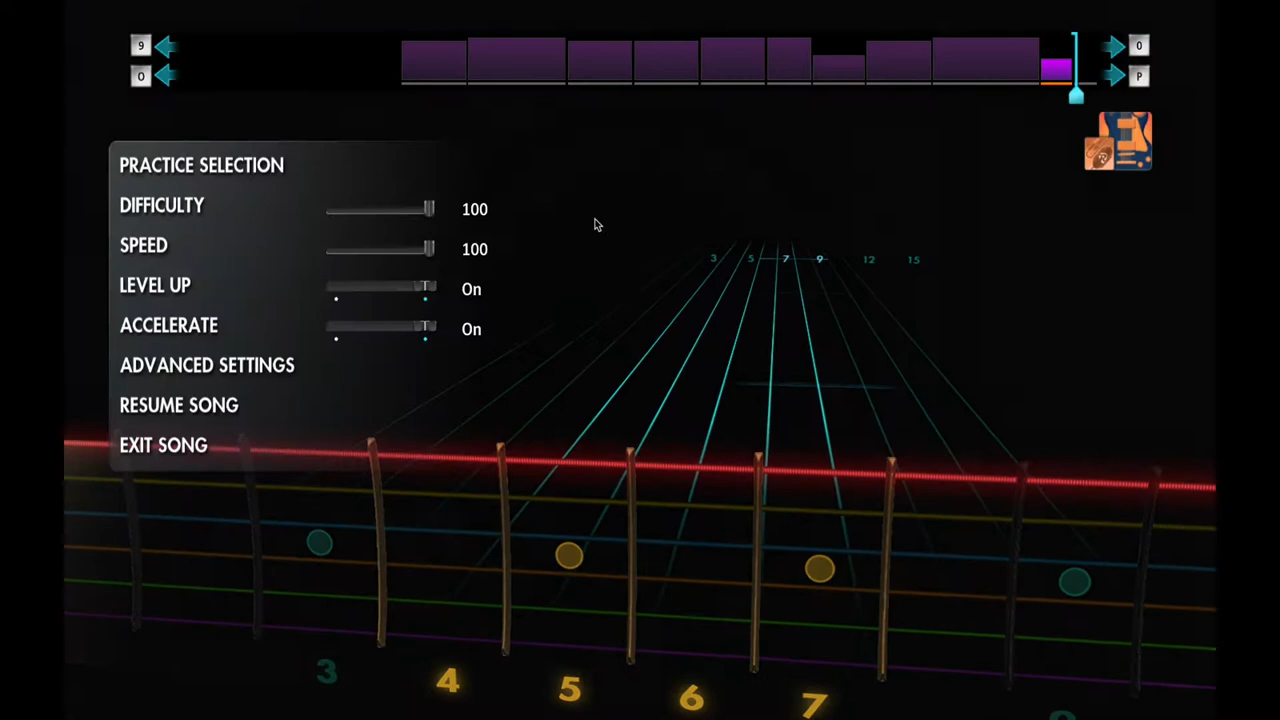 9
0
O
P
PRACTICE SELECTION
DIFFICULTY 100
SPEED 100
LEVEL UP On
ACCELERATE On
ADVANCED SETTINGS
RESUME SONG
EXIT SONG
3 5 7 9 12 15
3 4 5 6 7